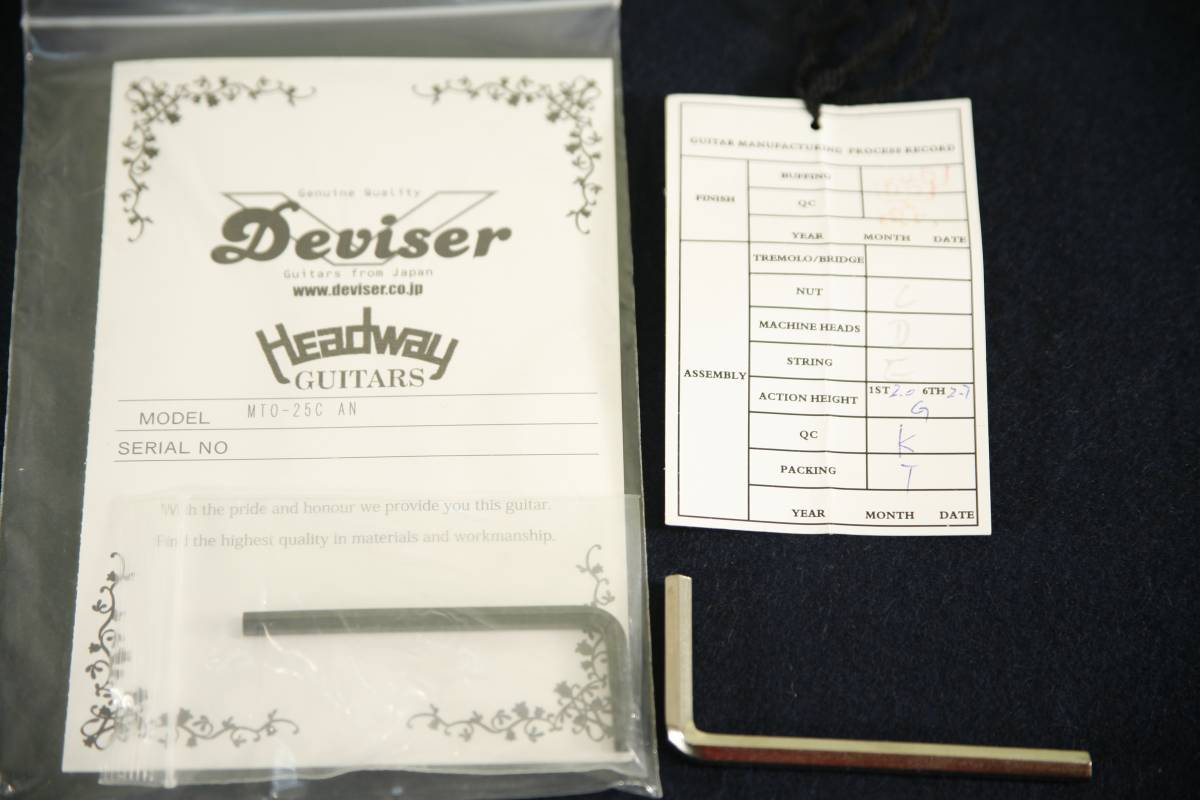 Genuine Quality
Deviser
Guitars from Japan
www.deviser.co.jp
Headway
GUITARS
MODEL MTO-25C AN
SERIAL NO
With the pride and honour we provide you this guitar.
Find the highest quality in materials and workmanship.
GUITAR MANUFACTURING PROCESS RECORD
FINISH
BUFFING
QC
YEAR MONTH DATE
ASSEMBLY
TREMOLO/BRIDGE
NUT C
MACHINE HEADS D
STRING E
ACTION HEIGHT 1ST 2.0 6TH 2.7
G
QC K
PACKING T
YEAR MONTH DATE